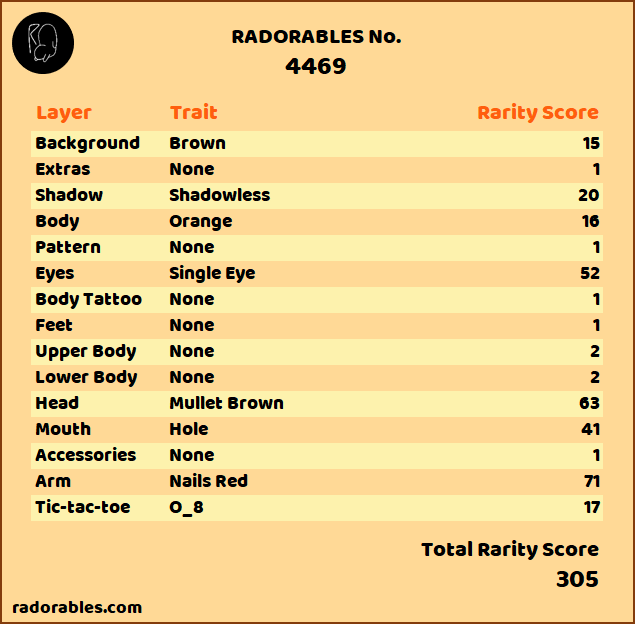 RADORABLES No.
4469
Layer Trait Rarity Score
Background Brown 15
Extras None 1
Shadow Shadowless 20
Body Orange 16
Pattern None 1
Eyes Single Eye 52
Body Tattoo None 1
Feet None 1
Upper Body None 2
Lower Body None 2
Head Mullet Brown 63
Mouth Hole 41
Accessories None 1
Arm Nails Red 71
Tic-tac-toe O_8 17
Total Rarity Score
305
radorables.com